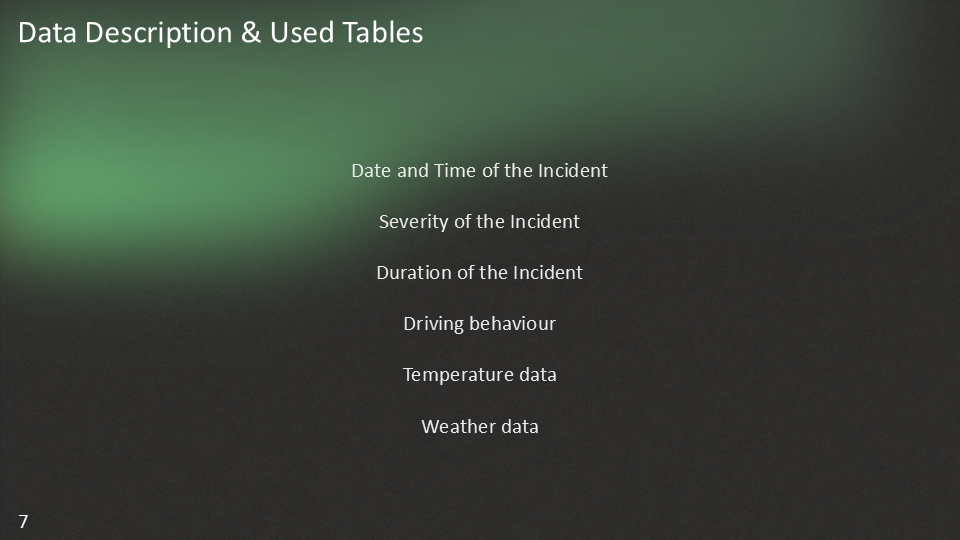 Data Description & Used Tables
Date and Time of the Incident
Severity of the Incident
Duration of the Incident
Driving behaviour
Temperature data
Weather data
7